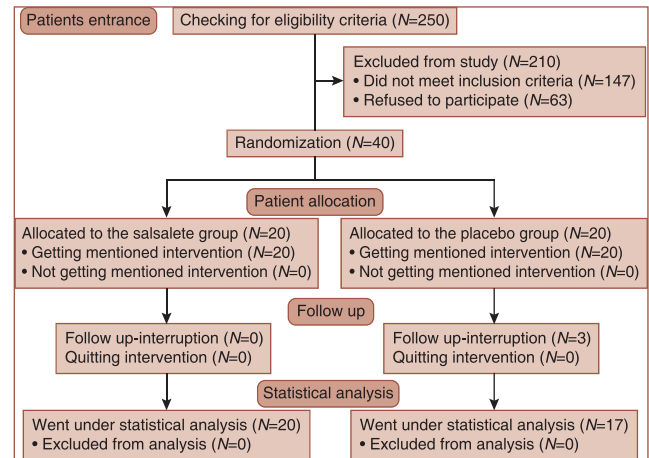 Patients entrance
Checking for eligibility criteria (N=250)
Excluded from study (N=210)
• Did not meet inclusion criteria (N=147)
• Refused to participate (N=63)
Randomization (N=40)
Patient allocation
Allocated to the salsalete group (N=20)
• Getting mentioned intervention (N=20)
• Not getting mentioned intervention (N=0)
Allocated to the placebo group (N=20)
• Getting mentioned intervention (N=20)
• Not getting mentioned intervention (N=0)
Follow up
Follow up-interruption (N=0)
Quitting intervention (N=0)
Follow up-interruption (N=3)
Quitting intervention (N=0)
Statistical analysis
Went under statistical analysis (N=20)
• Excluded from analysis (N=0)
Went under statistical analysis (N=17)
• Excluded from analysis (N=0)